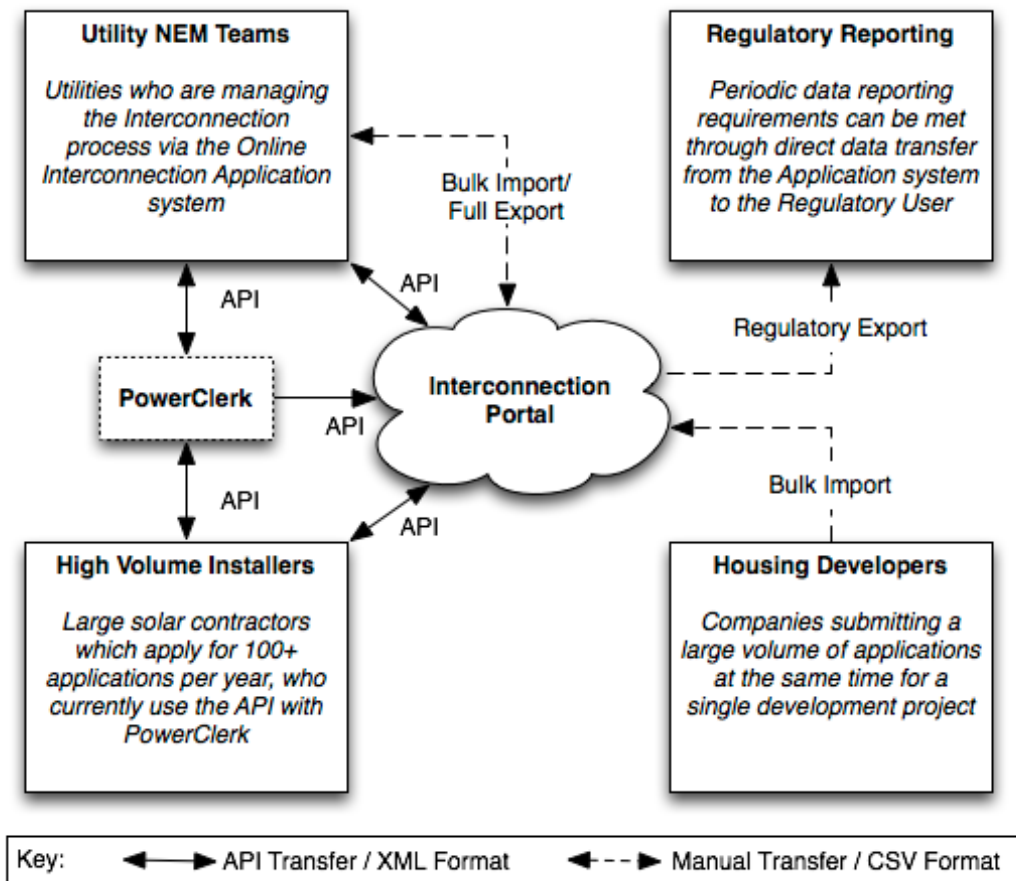 Utility NEM Teams
Utilities who are managing
the Interconnection
process via the Online
Interconnection Application
system
Regulatory Reporting
Periodic data reporting
requirements can be met
through direct data transfer
from the Application system
to the Regulatory User
Bulk Import/
Full Export
API
API
Regulatory Export
PowerClerk
API
Interconnection
Portal
API
API
Bulk Import
High Volume Installers
Large solar contractors
which apply for 100+
applications per year, who
currently use the API with
PowerClerk
Housing Developers
Companies submitting a
large volume of applications
at the same time for a
single development project
Key:
API Transfer / XML Format
Manual Transfer / CSV Format